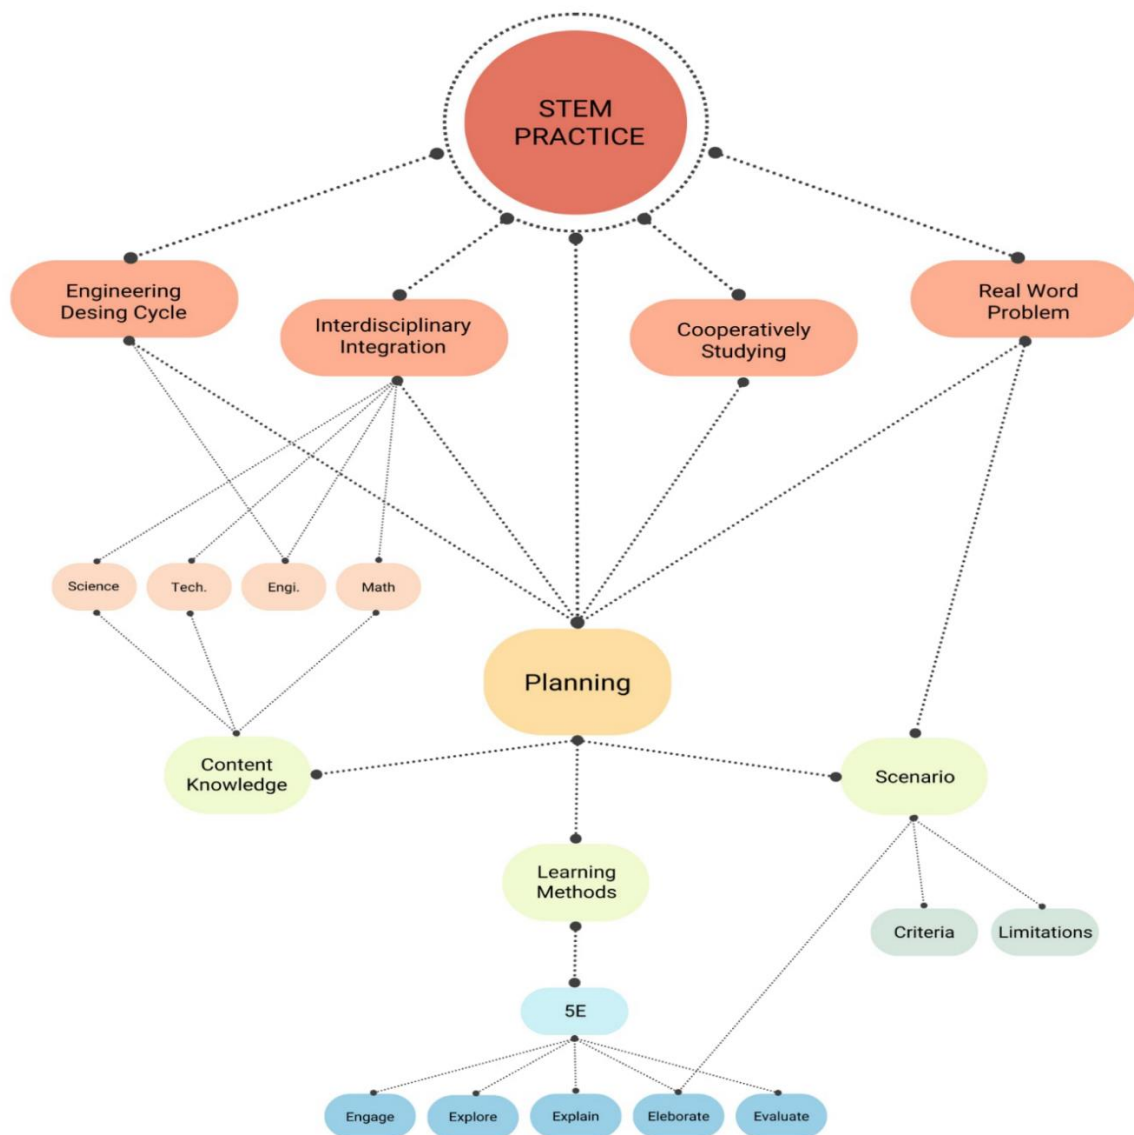 STEM
PRACTICE
Engineering
Desing Cycle
Interdisciplinary
Integration
Cooperatively
Studying
Real Word
Problem
Science
Tech.
Engi.
Math
Planning
Content
Knowledge
Scenario
Learning
Methods
Criteria
Limitations
5E
Engage
Explore
Explain
Eleborate
Evaluate